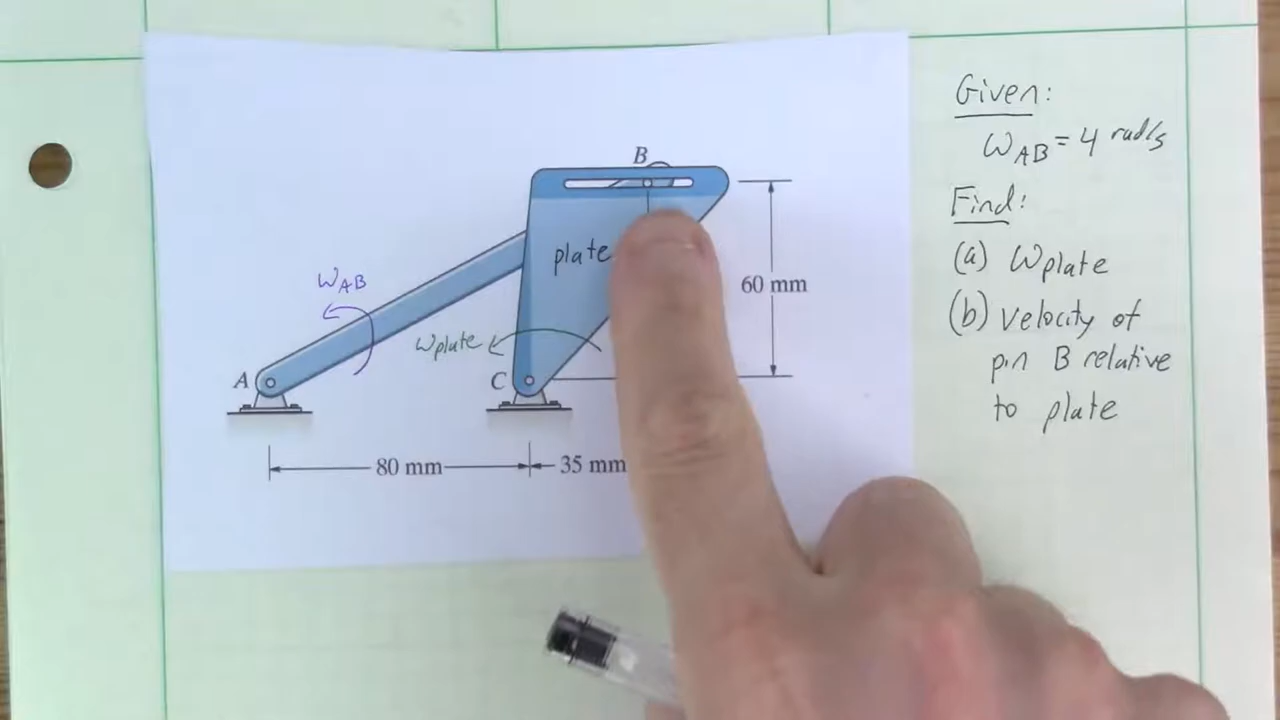 Given:
ωAB = 4 rad/s
Find:
(a) ωplate
(b) velocity of
pin B relative
to plate
B
plate
ωAB
60 mm
ωplate
A
C
80 mm
35 mm